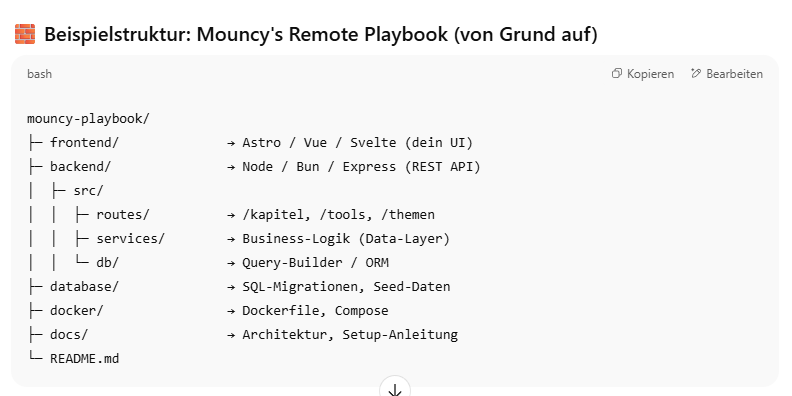 🧱 Beispielstruktur: Mouncy's Remote Playbook (von Grund auf)
bash Kopieren Bearbeiten
mouncy-playbook/
├─ frontend/ → Astro / Vue / Svelte (dein UI)
├─ backend/ → Node / Bun / Express (REST API)
│ ├─ src/
│ │ ├─ routes/ → /kapitel, /tools, /themen
│ │ ├─ services/ → Business-Logik (Data-Layer)
│ │ └─ db/ → Query-Builder / ORM
├─ database/ → SQL-Migrationen, Seed-Daten
├─ docker/ → Dockerfile, Compose
├─ docs/ → Architektur, Setup-Anleitung
└─ README.md